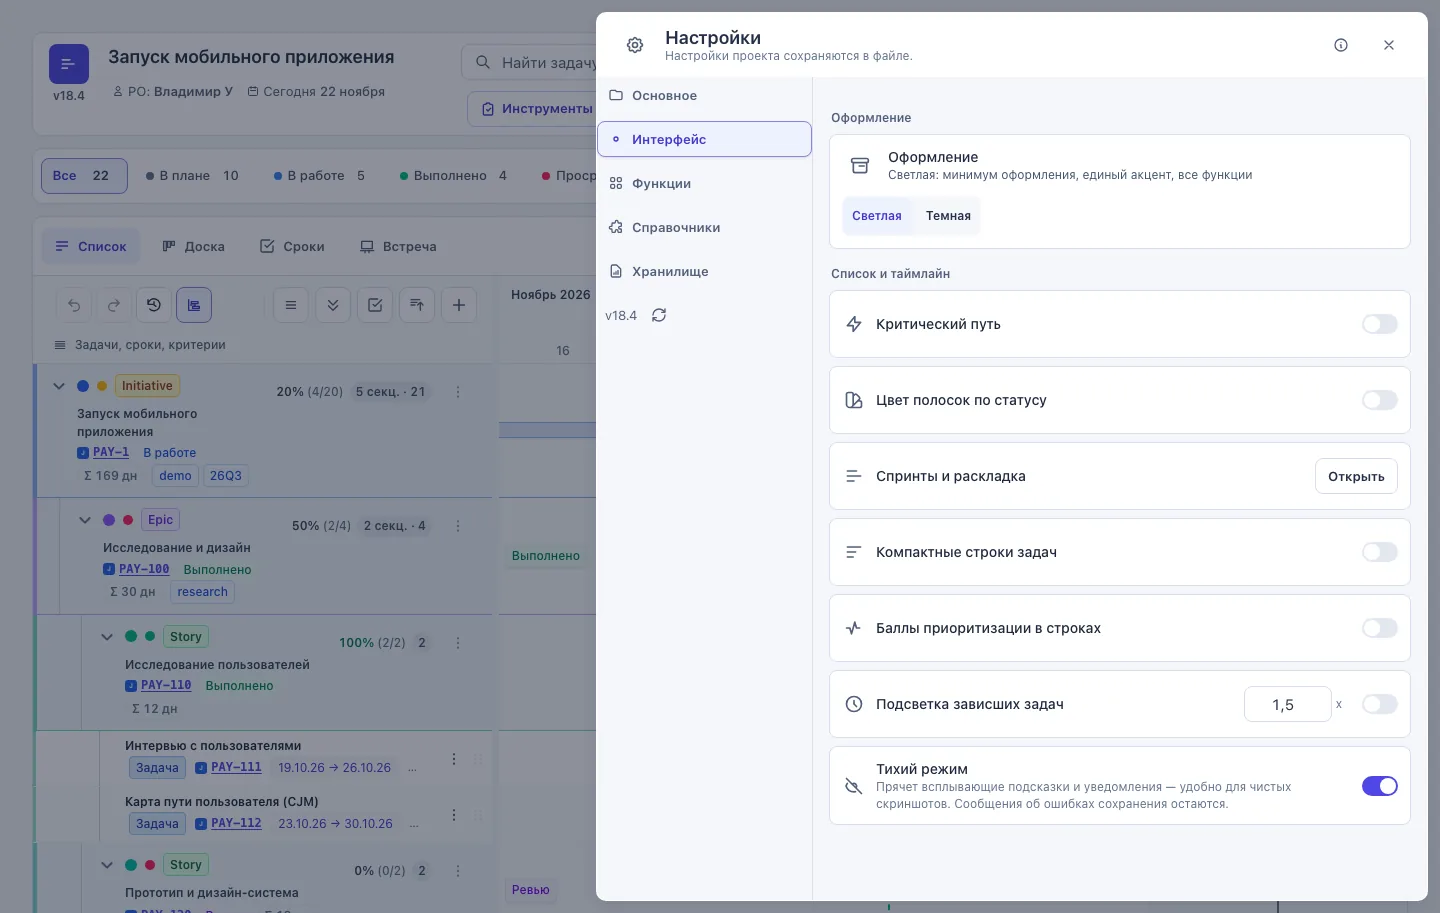 Запуск мобильного приложения
v18.4
PO: Владимир У
Сегодня 22 ноября
Найти задачу
Инструменты
Все 22
В плане 10
В работе 5
Выполнено 4
Проср
Список
Доска
Сроки
Встреча
Ноябрь 2026
Задачи, сроки, критерии
16
Initiative
20% (4/20)
5 секц. · 21
Запуск мобильного
приложения
PAY-1 В работе
Σ 169 дн demo 26Q3
Epic
50% (2/4)
2 секц. · 4
Исследование и дизайн
PAY-100 Выполнено
Σ 30 дн research
Выполнено
Story
100% (2/2) 2
Исследование пользователей
PAY-110 Выполнено
Σ 12 дн
Интервью с пользователями
Задача PAY-111 19.10.26 → 26.10.26 ...
Карта пути пользователя (CJM)
Задача PAY-112 23.10.26 → 30.10.26 ...
Story
0% (0/2) 2
Прототип и дизайн-система
Ревью
Настройки
Настройки проекта сохраняются в файле.
Основное
Интерфейс
Функции
Справочники
Хранилище
v18.4
Оформление
Оформление
Светлая: минимум оформления, единый акцент, все функции
Светлая Темная
Список и таймлайн
Критический путь
Цвет полосок по статусу
Спринты и раскладка
Открыть
Компактные строки задач
Баллы приоритизации в строках
Подсветка зависших задач
1,5 x
Тихий режим
Прячет всплывающие подсказки и уведомления — удобно для чистых
скриншотов. Сообщения об ошибках сохранения остаются.